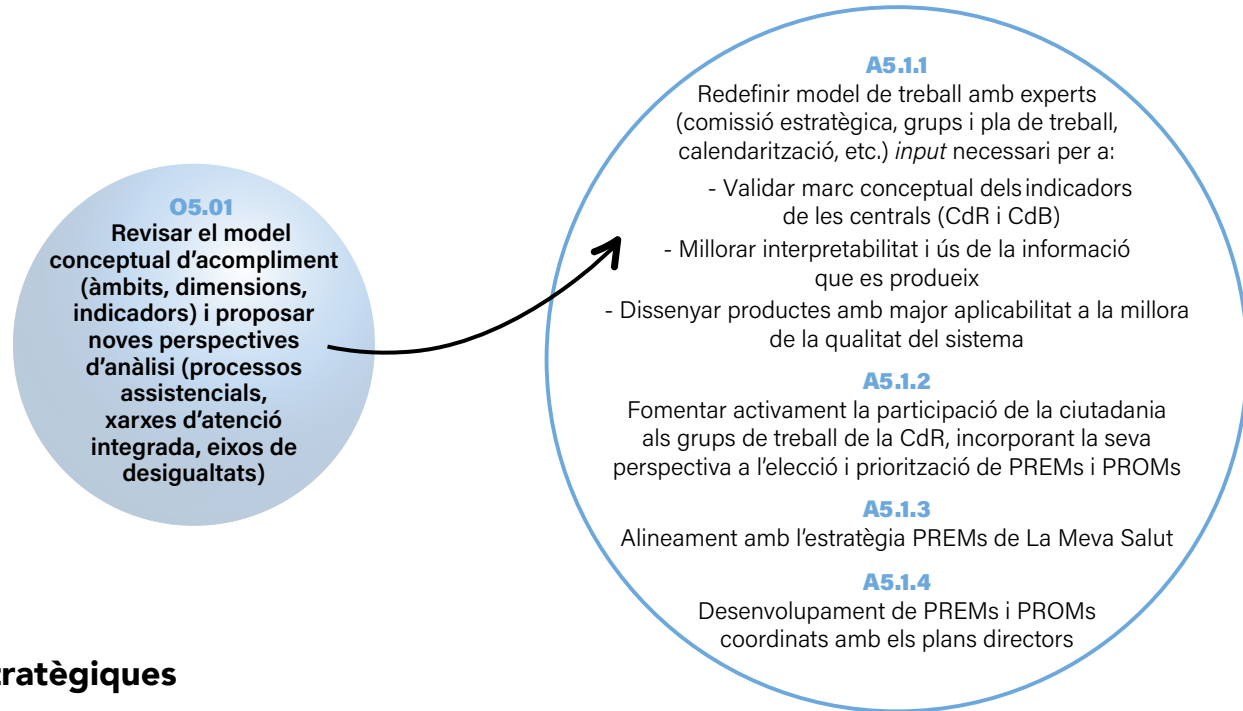 O5.01
Revisar el model
conceptual d'acompliment
(àmbits, dimensions,
indicadors) i proposar
noves perspectives
d'anàlisi (processos
assistencials,
xarxes d'atenció
integrada, eixos de
desigualtats)
A5.1.1
Redefinir model de treball amb experts
(comissió estratègica, grups i pla de treball,
calendarització, etc.) input necessari per a:
- Validar marc conceptual dels indicadors
de les centrals (CdR i CdB)
- Millorar interpretabilitat i ús de la informació
que es produeix
- Dissenyar productes amb major aplicabilitat a la millora
de la qualitat del sistema
A5.1.2
Fomentar activament la participació de la ciutadania
als grups de treball de la CdR, incorporant la seva
perspectiva a l'elecció i priorització de PREMs i PROMs
A5.1.3
Alineament amb l'estratègia PREMs de La Meva Salut
A5.1.4
Desenvolupament de PREMs i PROMs
coordinats amb els plans directors
tratègiques